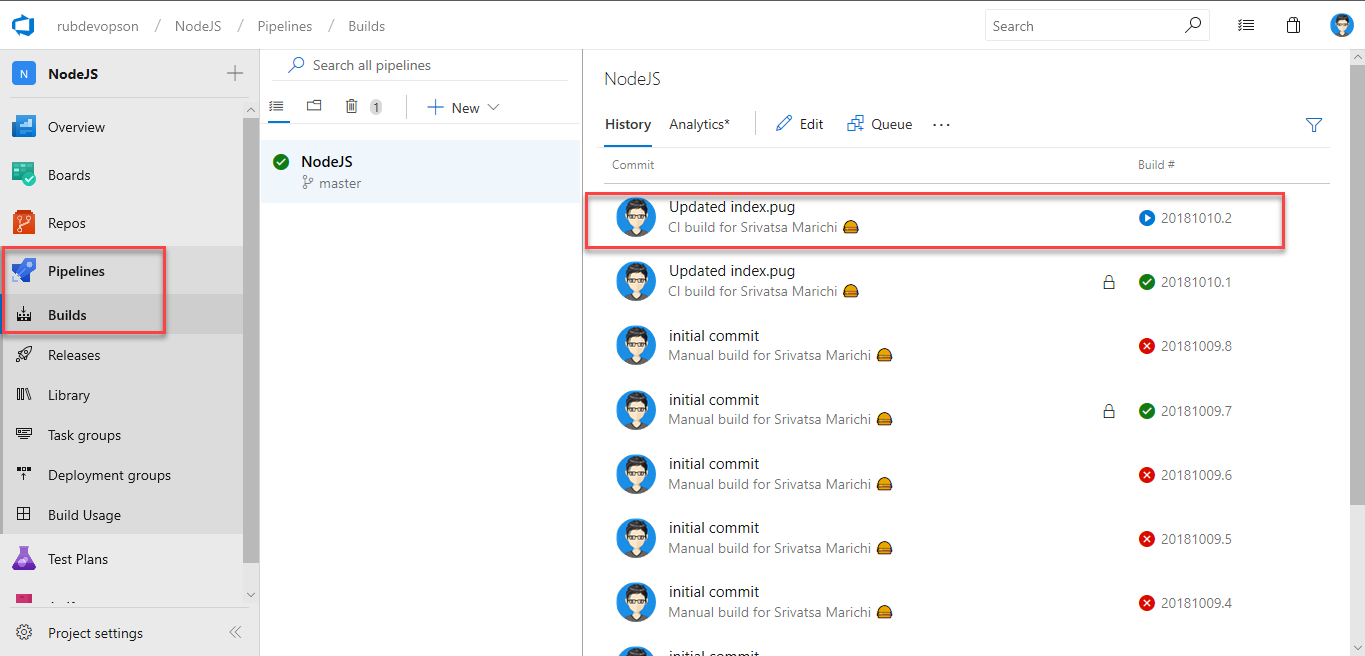 rubdevopson / NodeJS / Pipelines / Builds
Search
N NodeJS
Overview
Boards
Repos
Pipelines
Builds
Releases
Library
Task groups
Deployment groups
Build Usage
Test Plans
Project settings
Search all pipelines
1
New
NodeJS
master
NodeJS
History Analytics* Edit Queue ...
Commit Build #
Updated index.pug
CI build for Srivatsa Marichi
20181010.2
Updated index.pug
CI build for Srivatsa Marichi
20181010.1
initial commit
Manual build for Srivatsa Marichi
20181009.8
initial commit
Manual build for Srivatsa Marichi
20181009.7
initial commit
Manual build for Srivatsa Marichi
20181009.6
initial commit
Manual build for Srivatsa Marichi
20181009.5
initial commit
Manual build for Srivatsa Marichi
20181009.4
initial commit